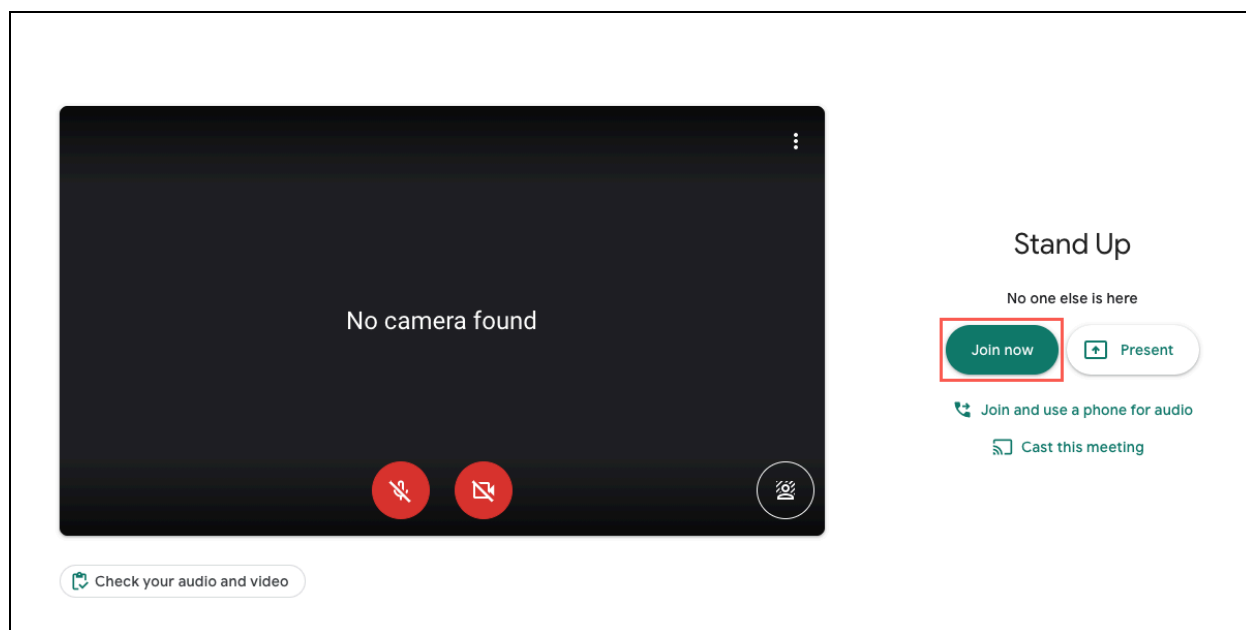 No camera found
Check your audio and video
Stand Up
No one else is here
Join now
Present
Join and use a phone for audio
Cast this meeting